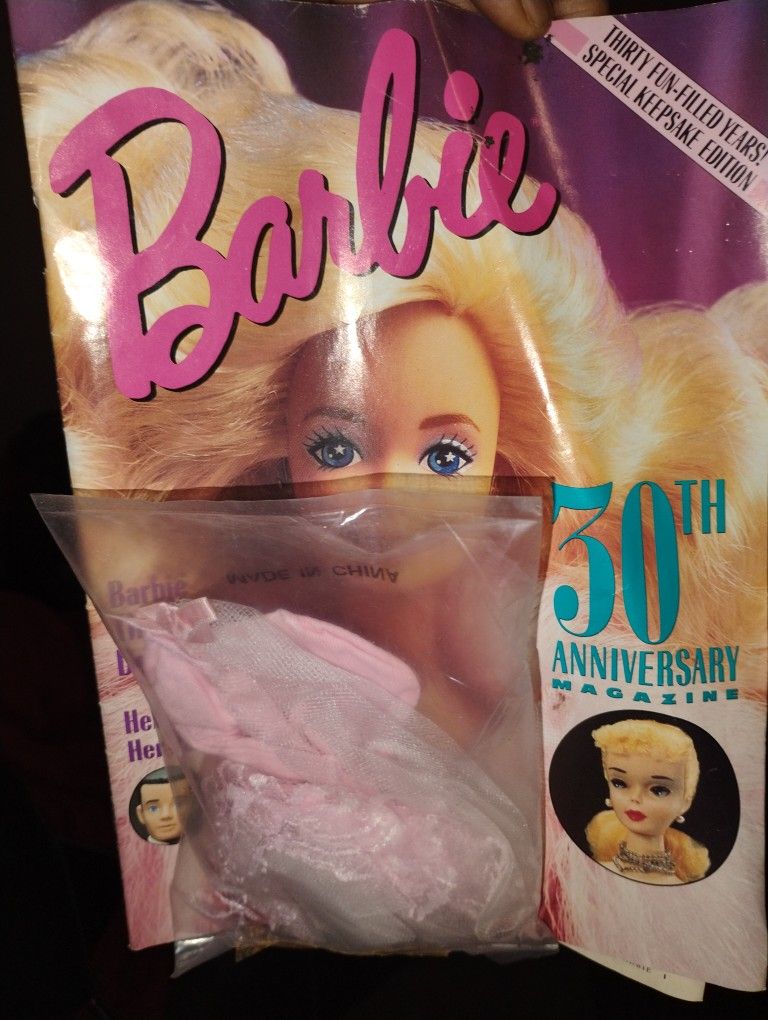 Barbie
THIRTY FUN-FILLED YEARS!
SPECIAL KEEPSAKE EDITION
30TH
ANNIVERSARY
MAGAZINE
MADE IN CHINA
Barbie